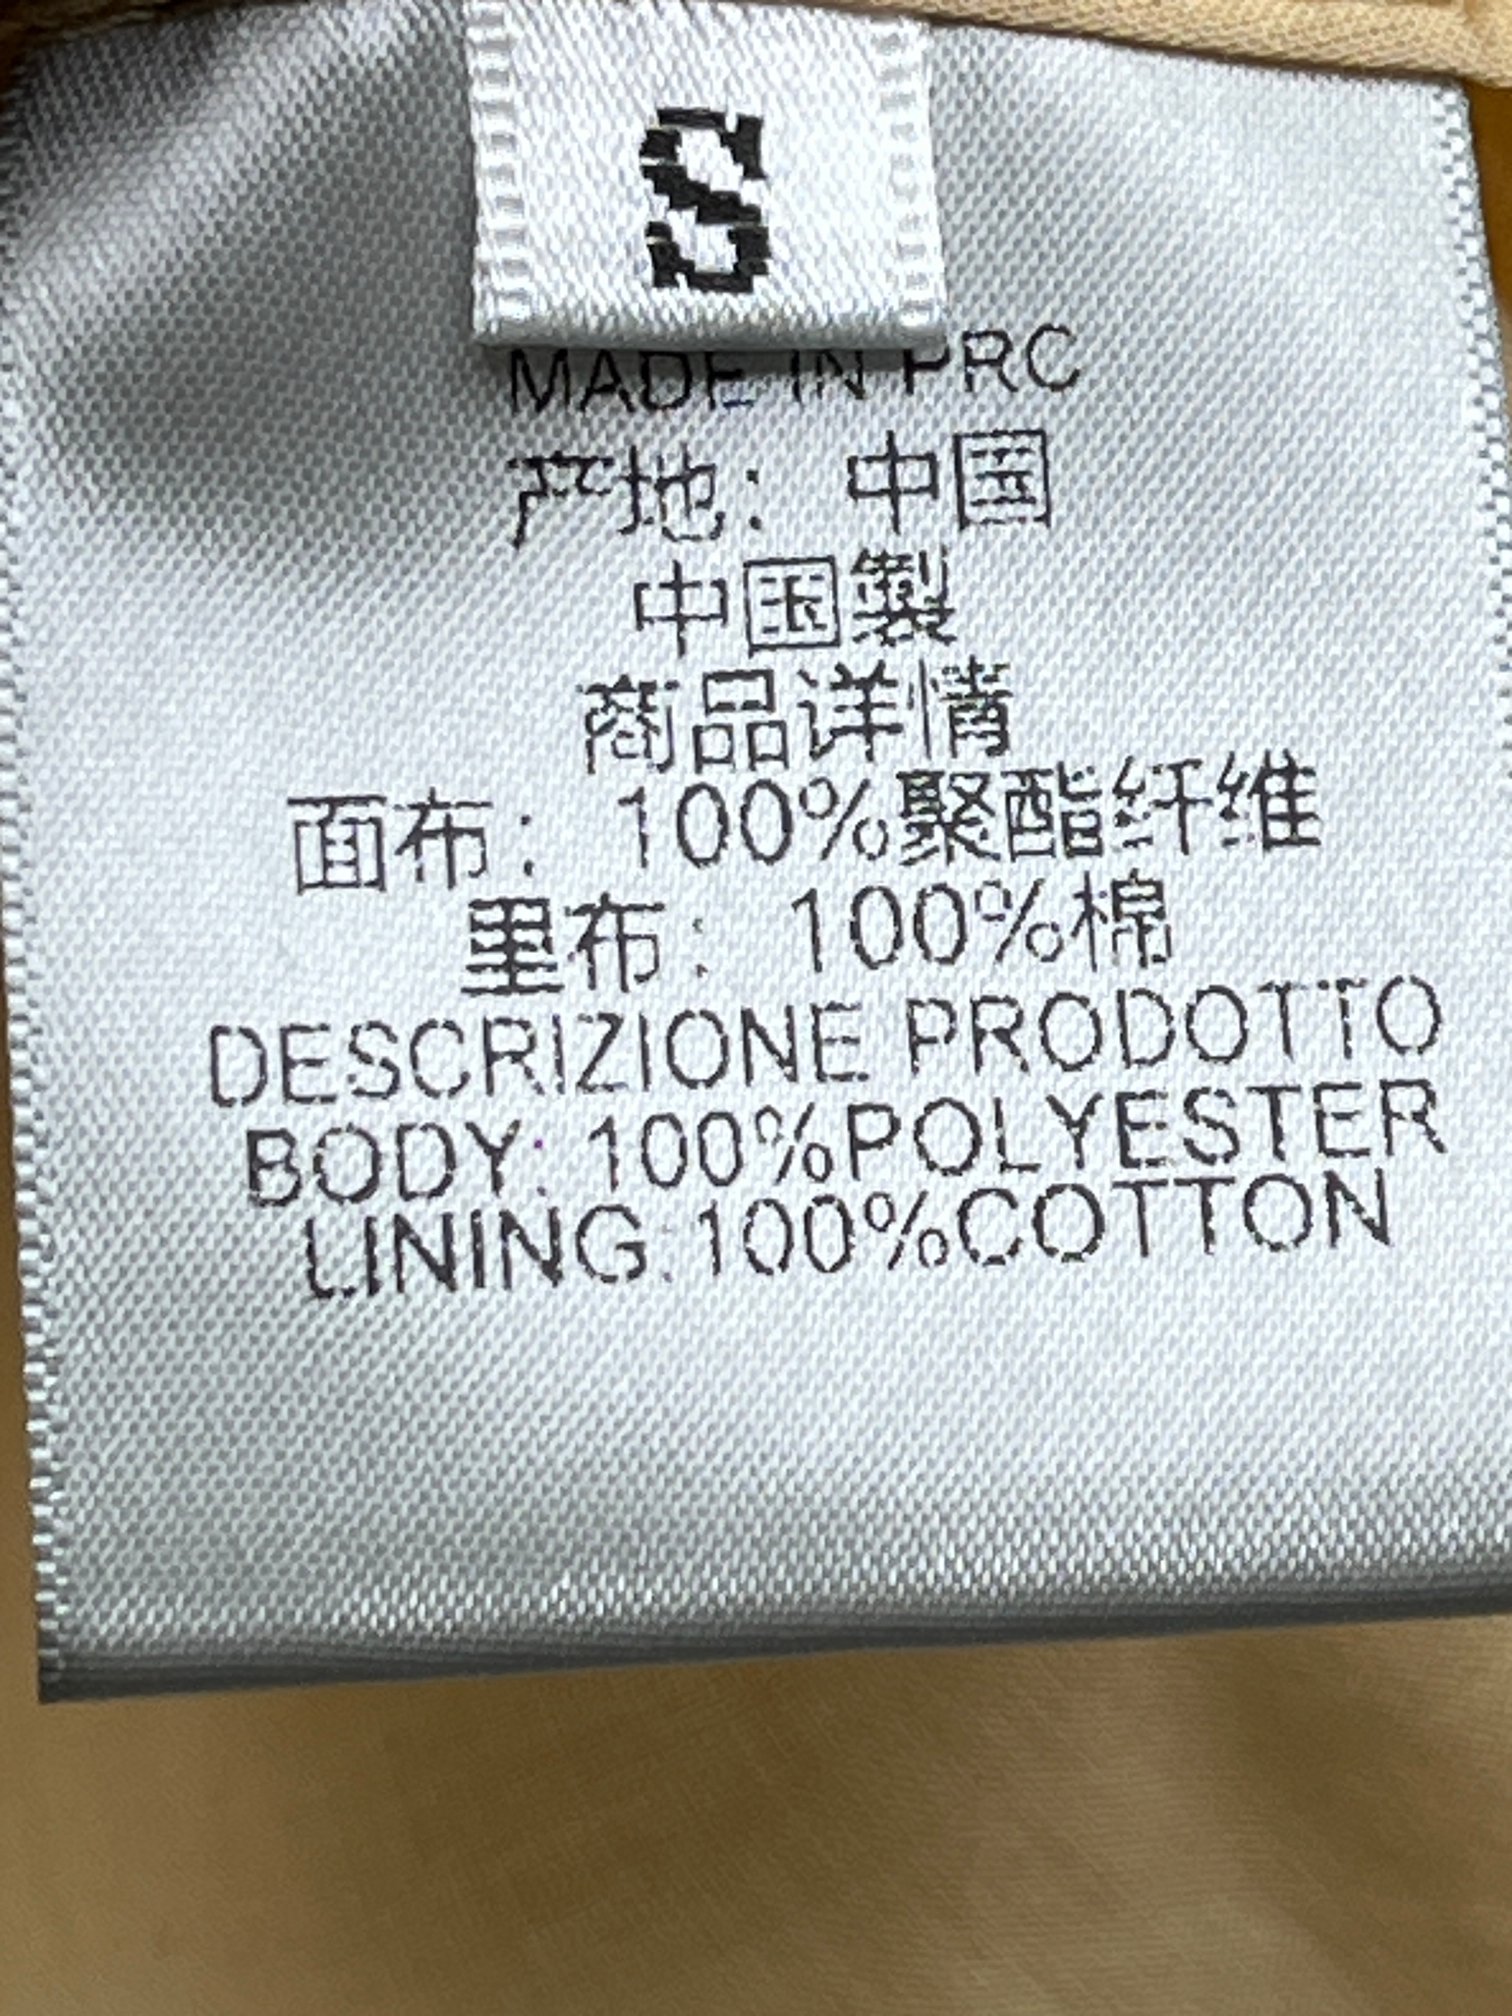 S
MADE IN PRC
产地： 中国
中国製
商品详情
面布： 100%聚酯纤维
里布： 100%棉
DESCRIZIONE PRODOTTO
BODY: 100%POLYESTER
LINING:100%COTTON